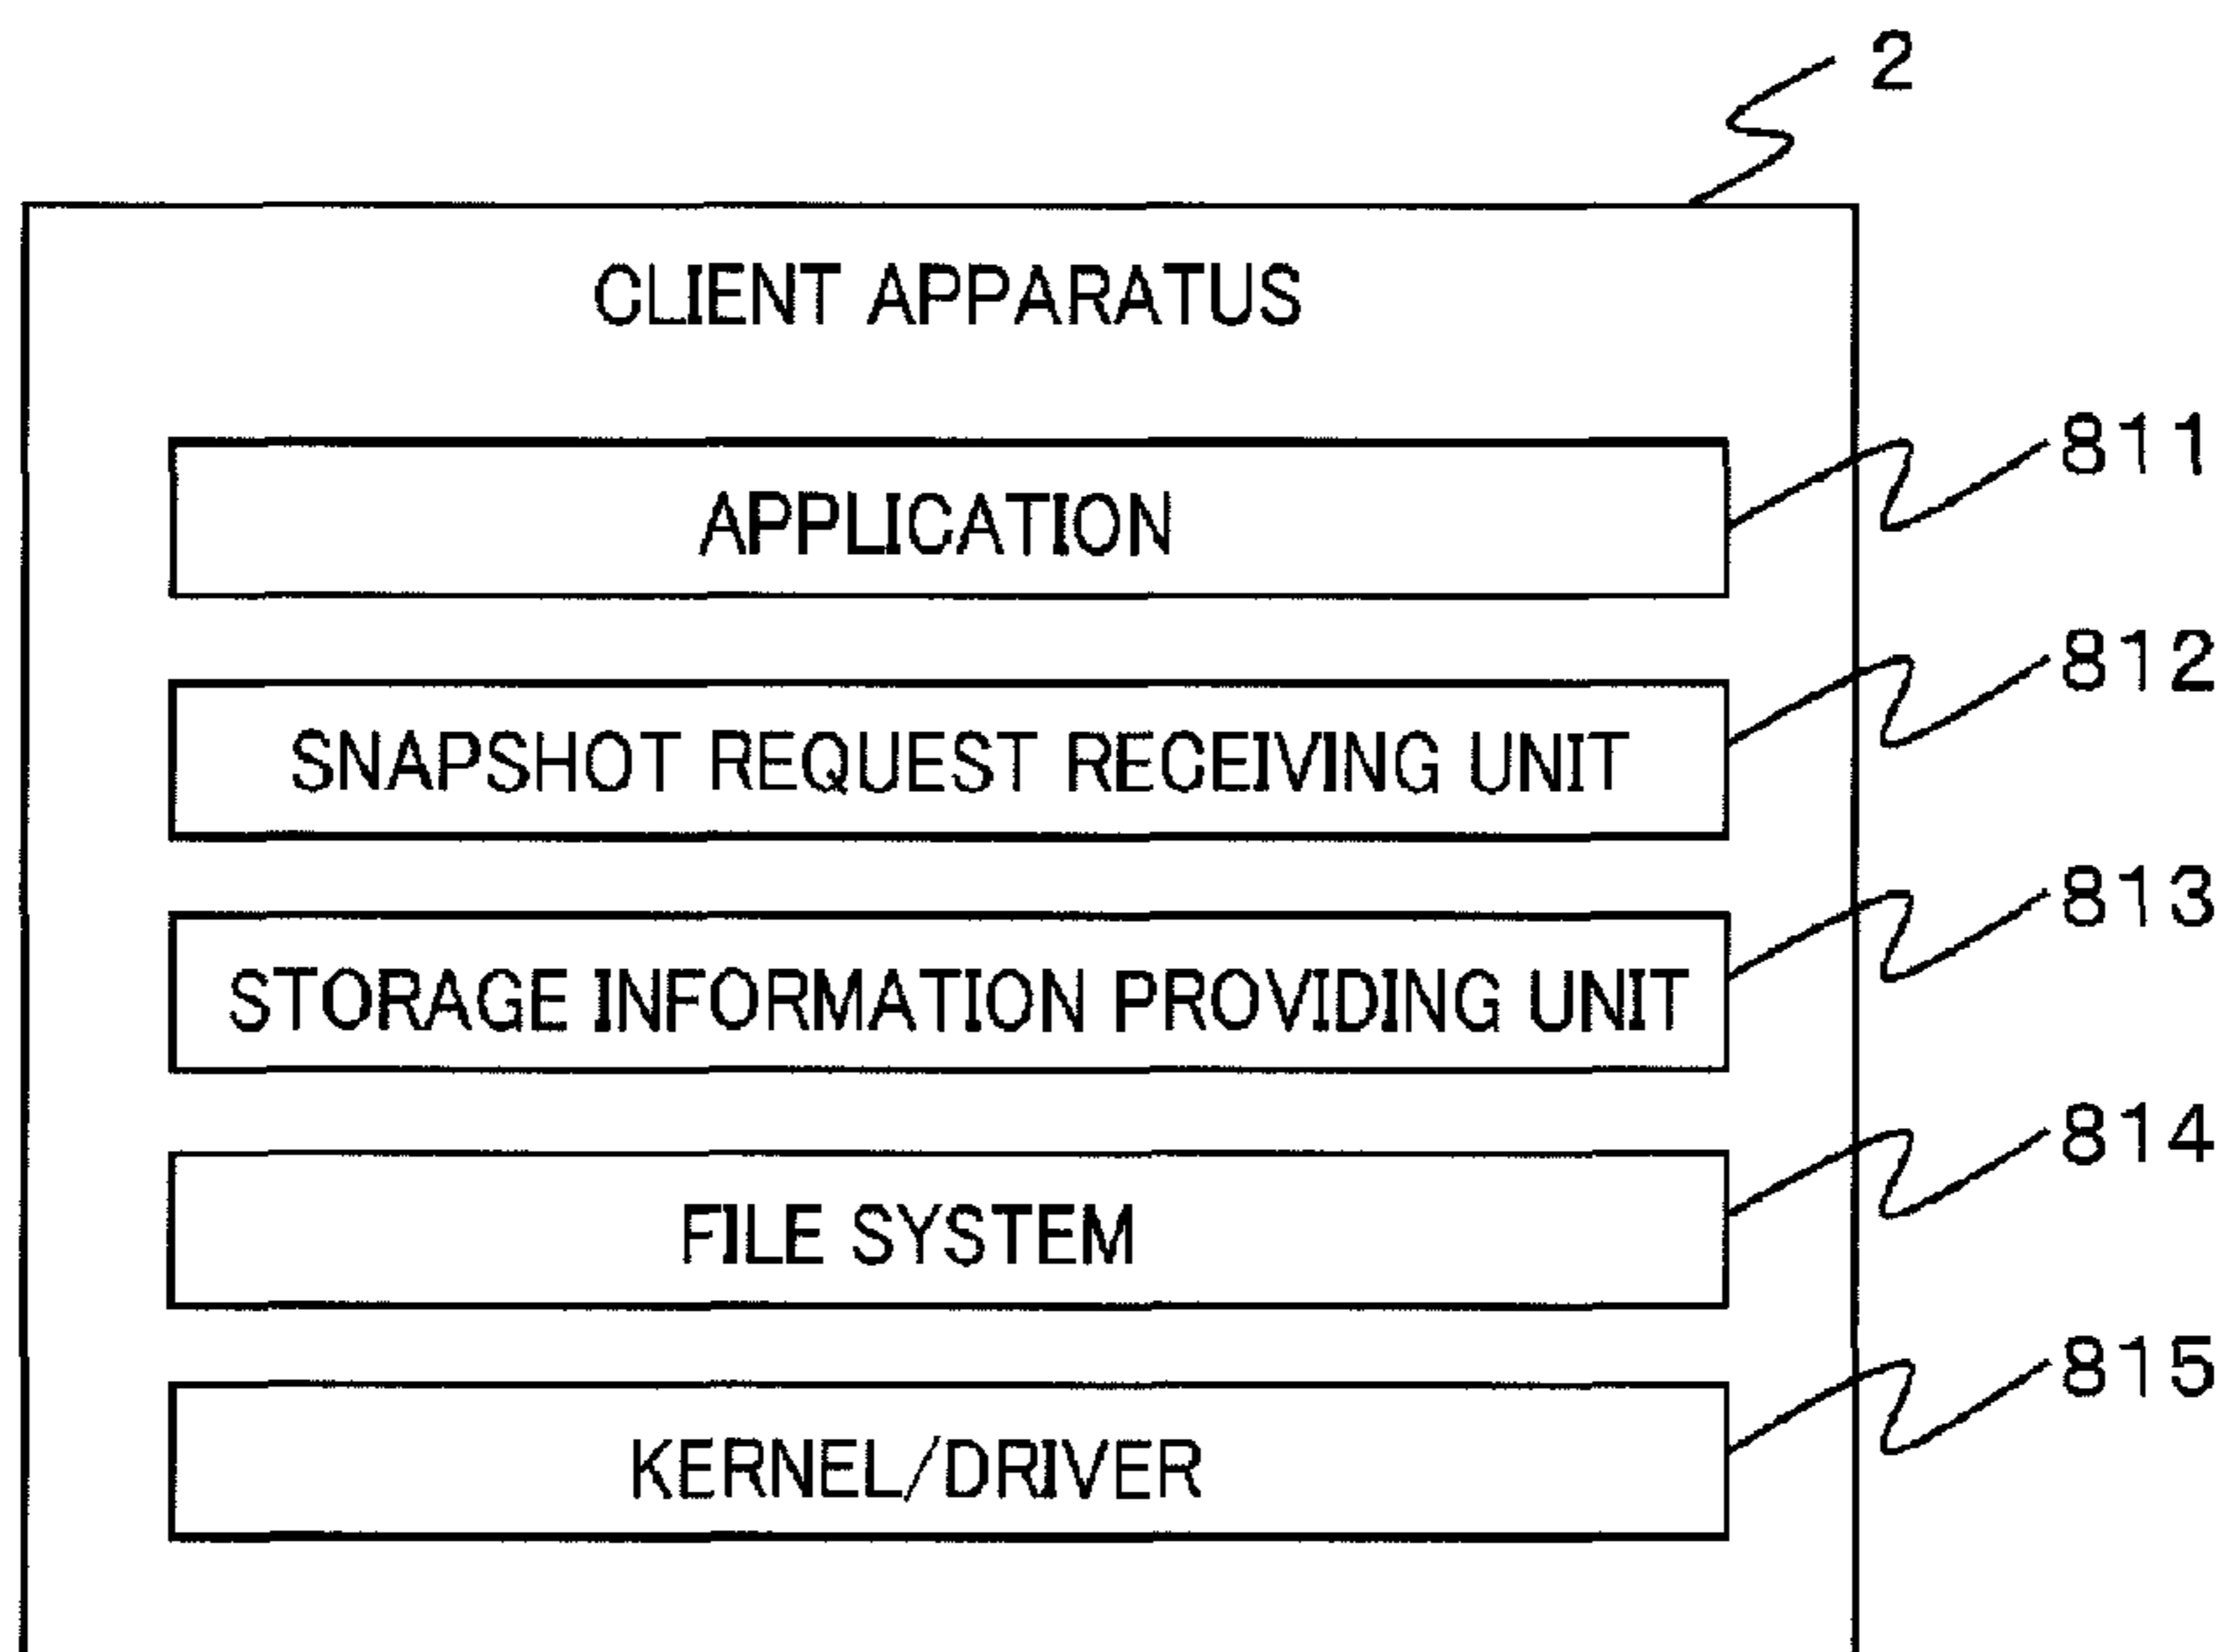 2
CLIENT APPARATUS
APPLICATION
811
SNAPSHOT REQUEST RECEIVING UNIT
812
STORAGE INFORMATION PROVIDING UNIT
813
FILE SYSTEM
814
KERNEL/DRIVER
815